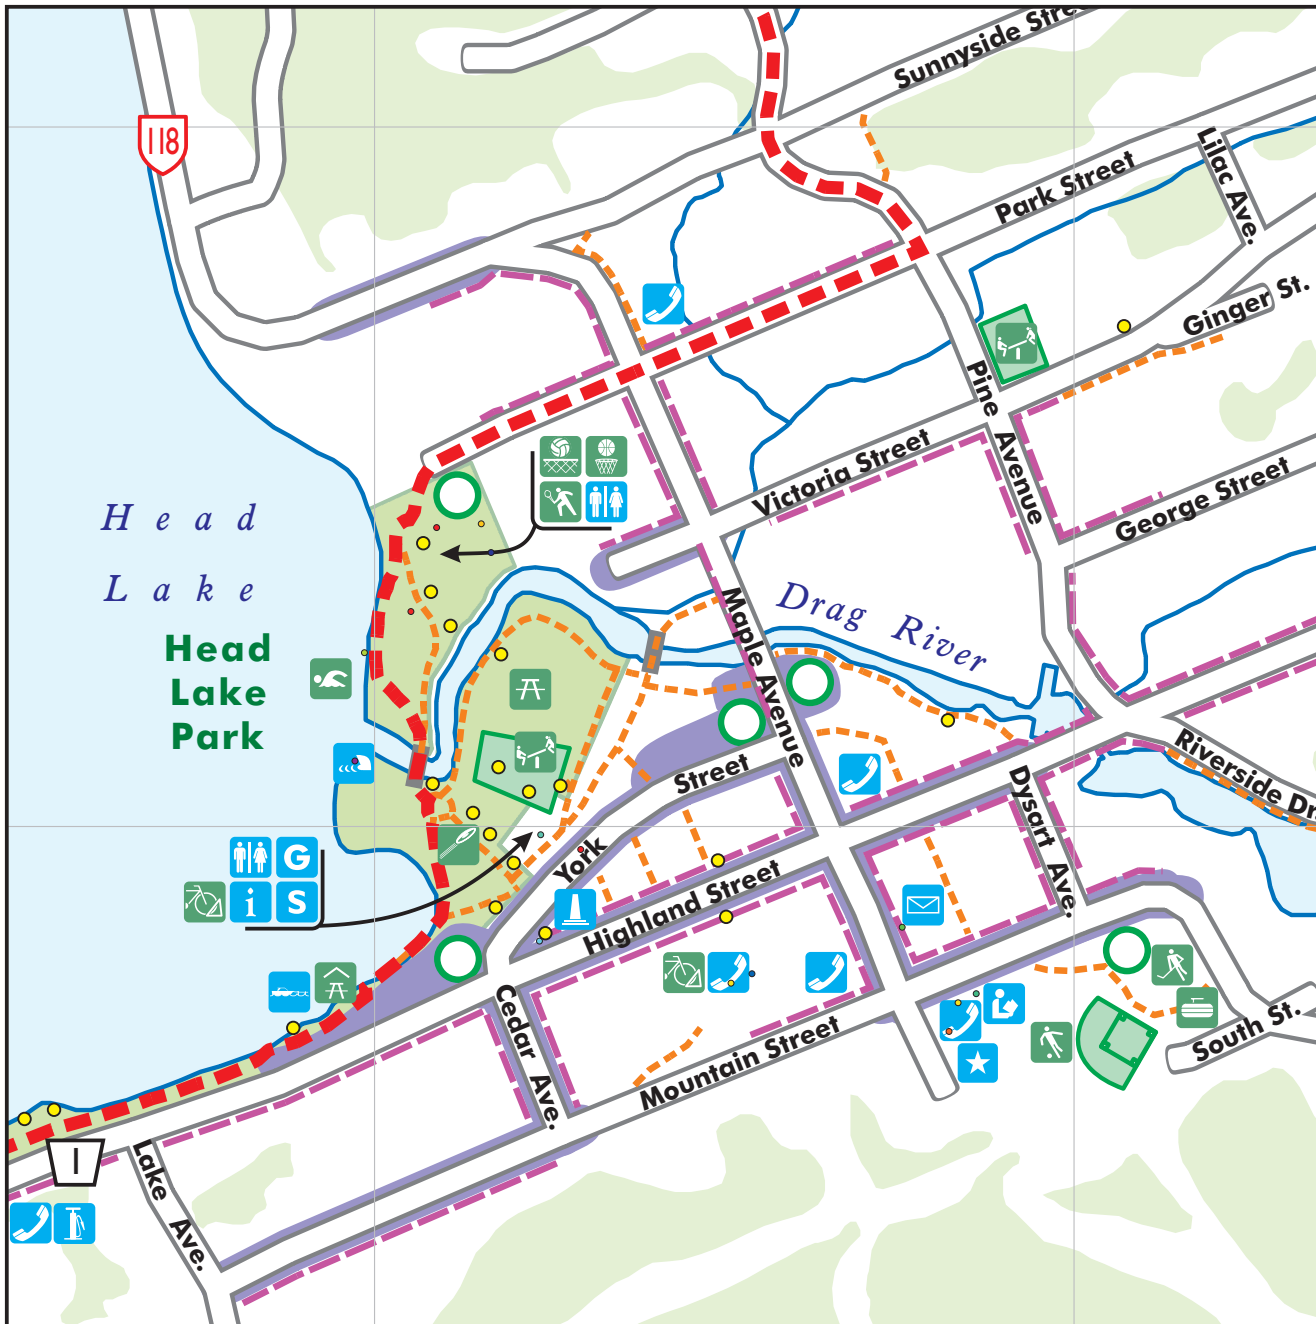 Sunnyside Stre
118
Lilac Ave.
Park Street
Ginger St.
Pine Avenue
Victoria Street
George Street
Head
Lake
Drag River
Head
Lake
Park
Maple Avenue
Riverside Dr
Street
Dysart Ave.
York
G
i
S
Highland Street
Cedar Ave.
South St.
Mountain Street
1
Lake Ave.